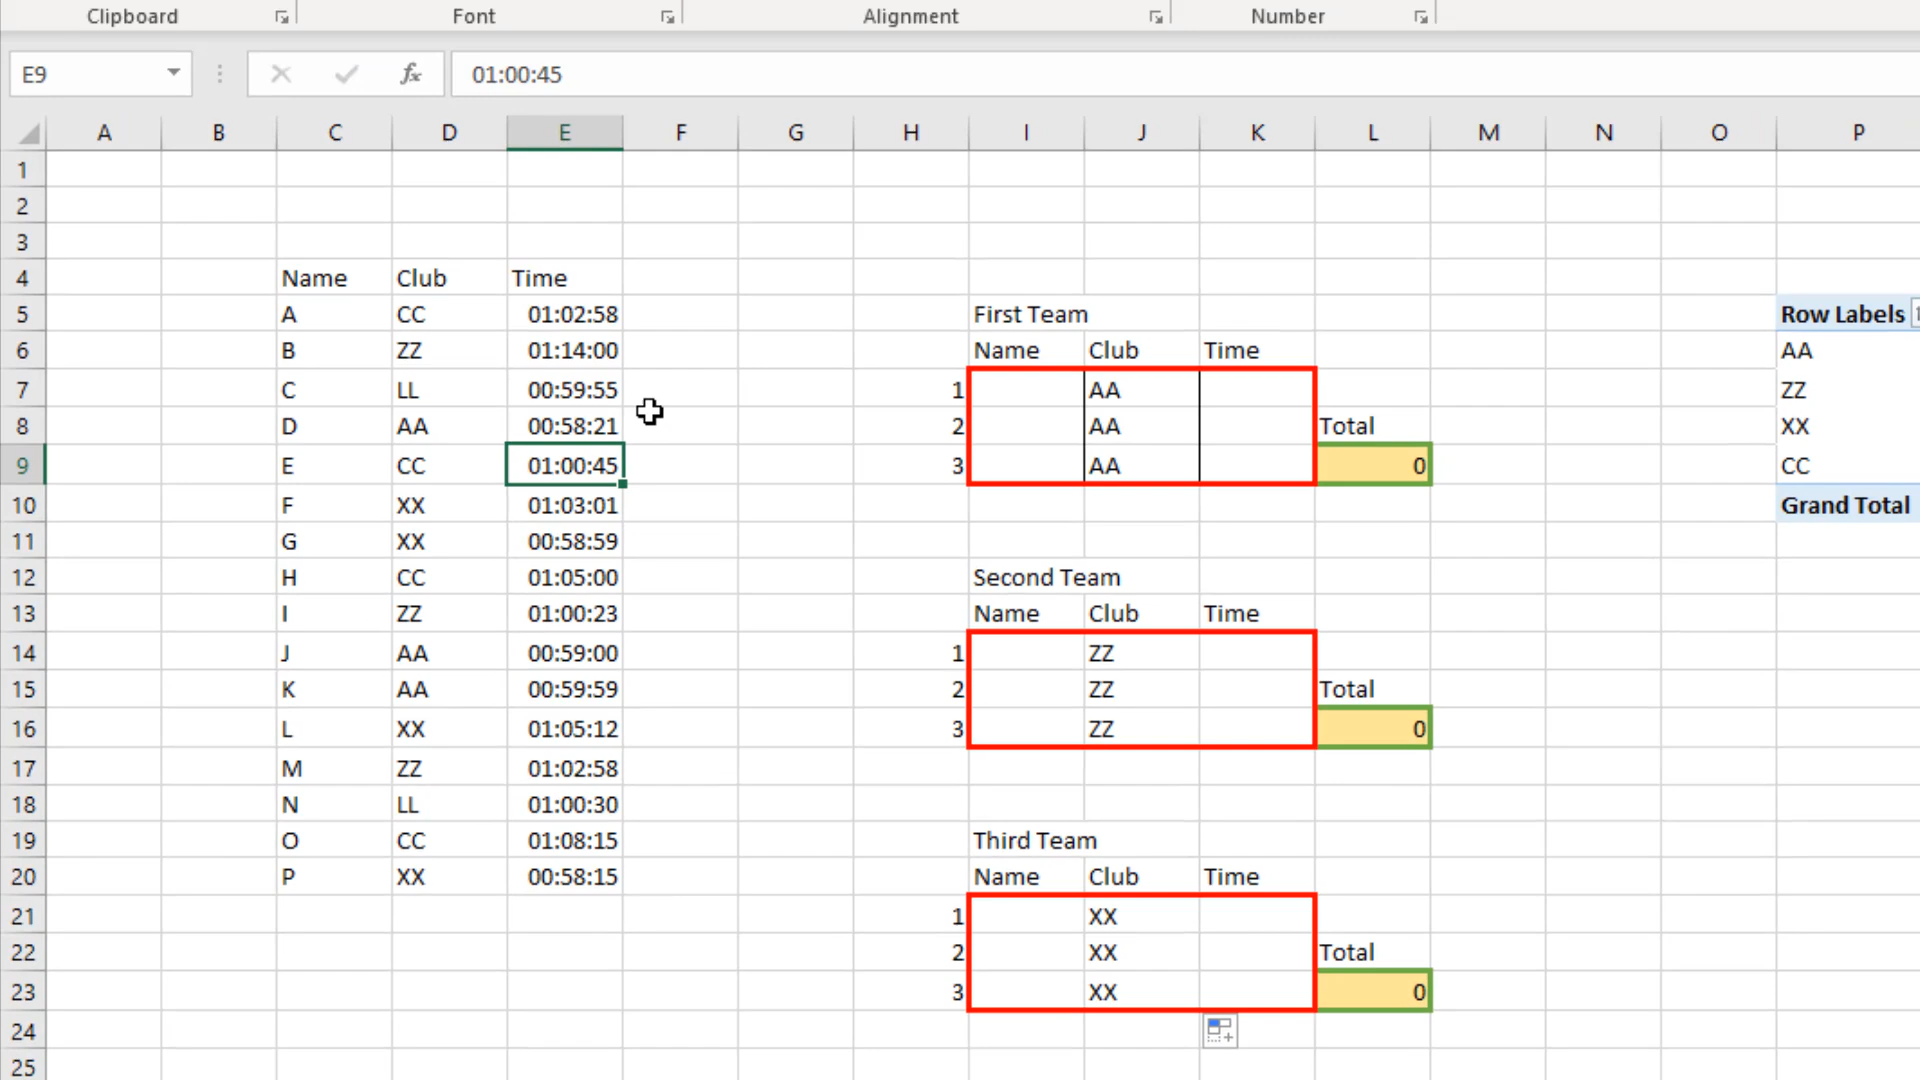 Clipboard Font Alignment Number
E9 fx 01:00:45
A B C D E F G H I J K L M N O P
1
2
3
4 Name Club Time
5 A CC 01:02:58 First Team Row Labels
6 B ZZ 01:14:00 Name Club Time AA
7 C LL 00:59:55 1 AA ZZ
8 D AA 00:58:21 2 AA Total XX
9 E CC 01:00:45 3 AA 0 CC
10 F XX 01:03:01 Grand Total
11 G XX 00:58:59
12 H CC 01:05:00 Second Team
13 I ZZ 01:00:23 Name Club Time
14 J AA 00:59:00 1 ZZ
15 K AA 00:59:59 2 ZZ Total
16 L XX 01:05:12 3 ZZ 0
17 M ZZ 01:02:58
18 N LL 01:00:30
19 O CC 01:08:15 Third Team
20 P XX 00:58:15 Name Club Time
21 1 XX
22 2 XX Total
23 3 XX 0
24
25